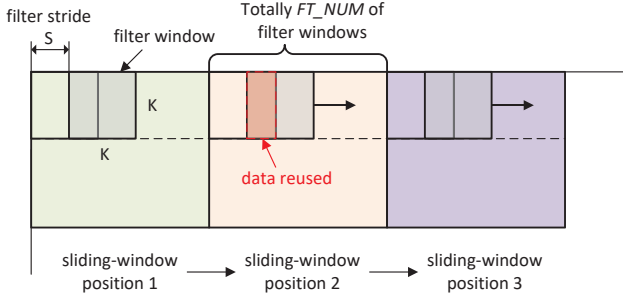 filter stride
S
filter window
Totally FT_NUM of
filter windows
K
K
data reused
sliding-window
position 1
sliding-window
position 2
sliding-window
position 3